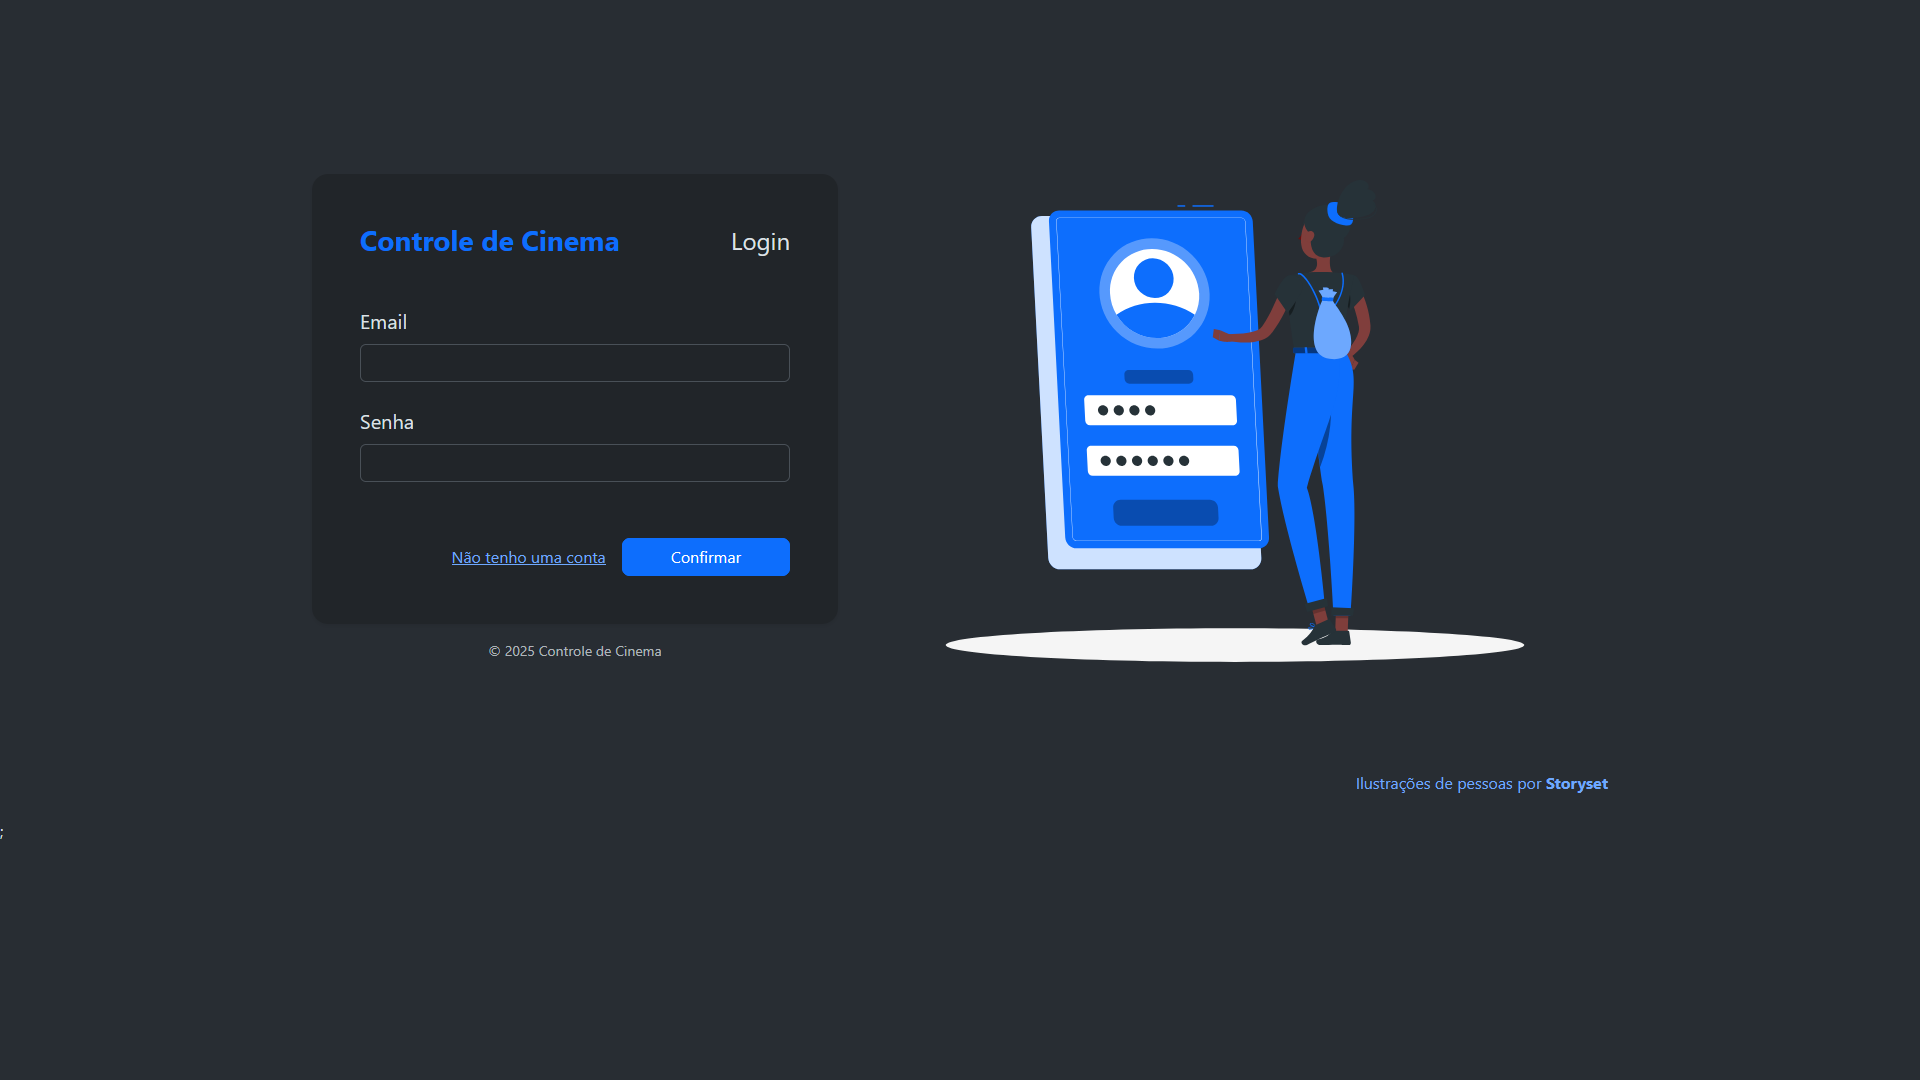 Controle de Cinema
Login
Email
Senha
Não tenho uma conta
Confirmar
© 2025 Controle de Cinema
Ilustrações de pessoas por Storyset
;